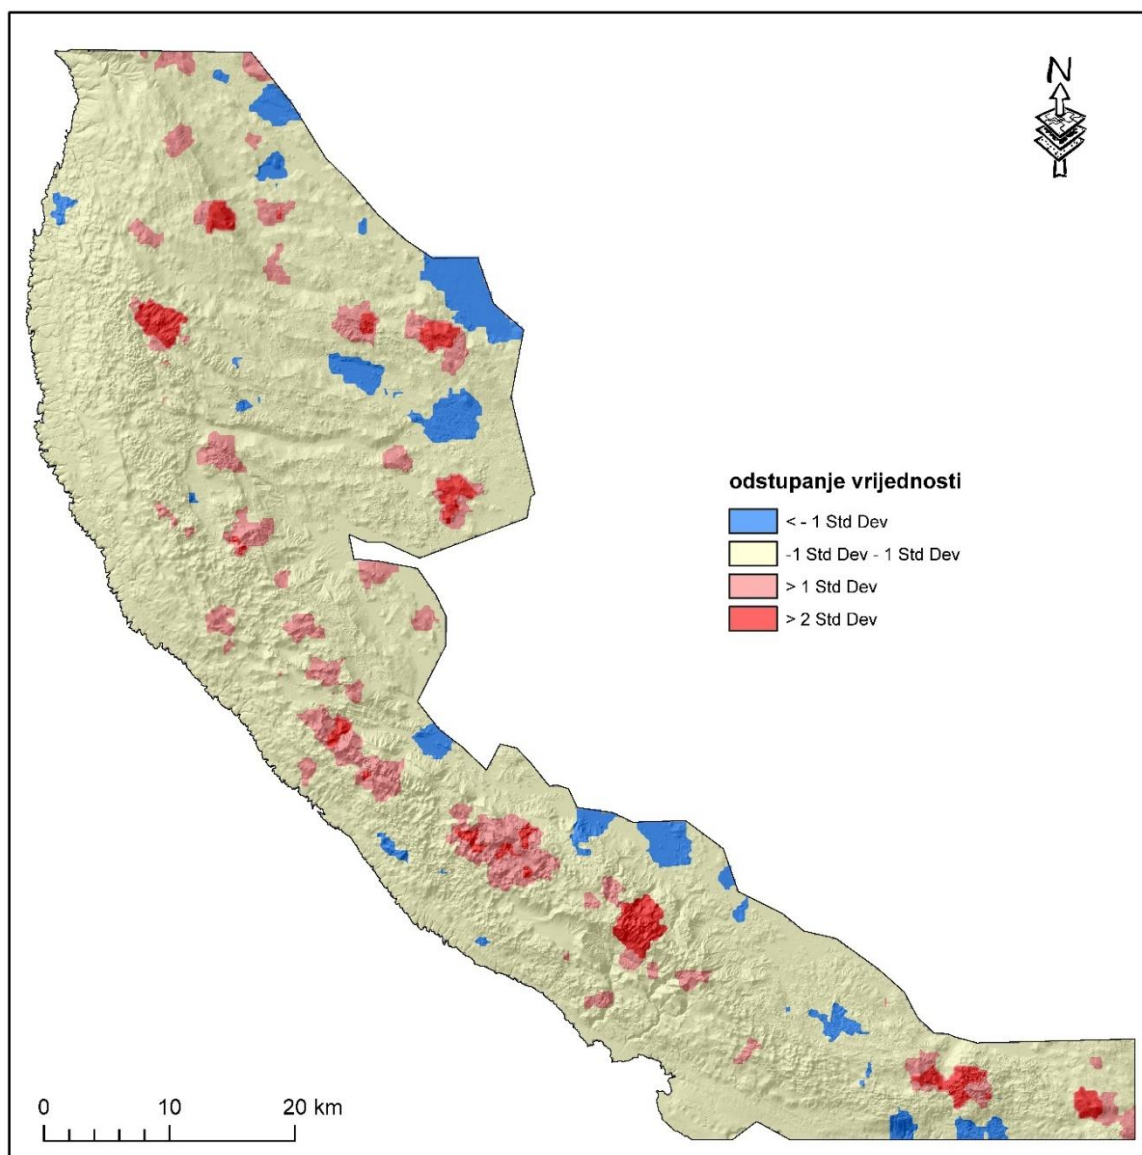 N
odstupanje vrijednosti
< - 1 Std Dev
-1 Std Dev - 1 Std Dev
> 1 Std Dev
> 2 Std Dev
0 10 20 km